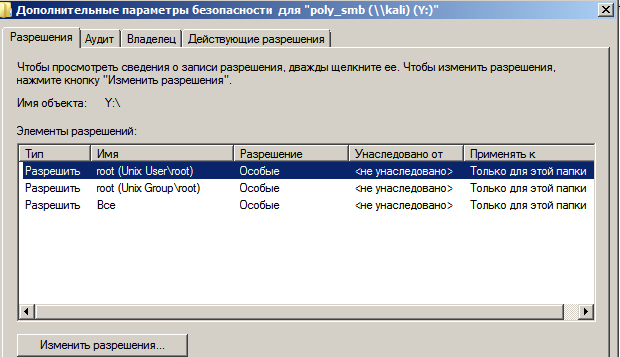 Дополнительные параметры безопасности для "poly_smb (\\kali) (Y:)"
Разрешения Аудит Владелец Действующие разрешения
Чтобы просмотреть сведения о записи разрешения, дважды щелкните ее. Чтобы изменить разрешения,
нажмите кнопку "Изменить разрешения".
Имя объекта: Y:\
Элементы разрешений:
Тип Имя Разрешение Унаследовано от Применять к
Разрешить root (Unix User\root) Особые <не унаследовано> Только для этой папки
Разрешить root (Unix Group\root) Особые <не унаследовано> Только для этой папки
Разрешить Все Особые <не унаследовано> Только для этой папки
Изменить разрешения...